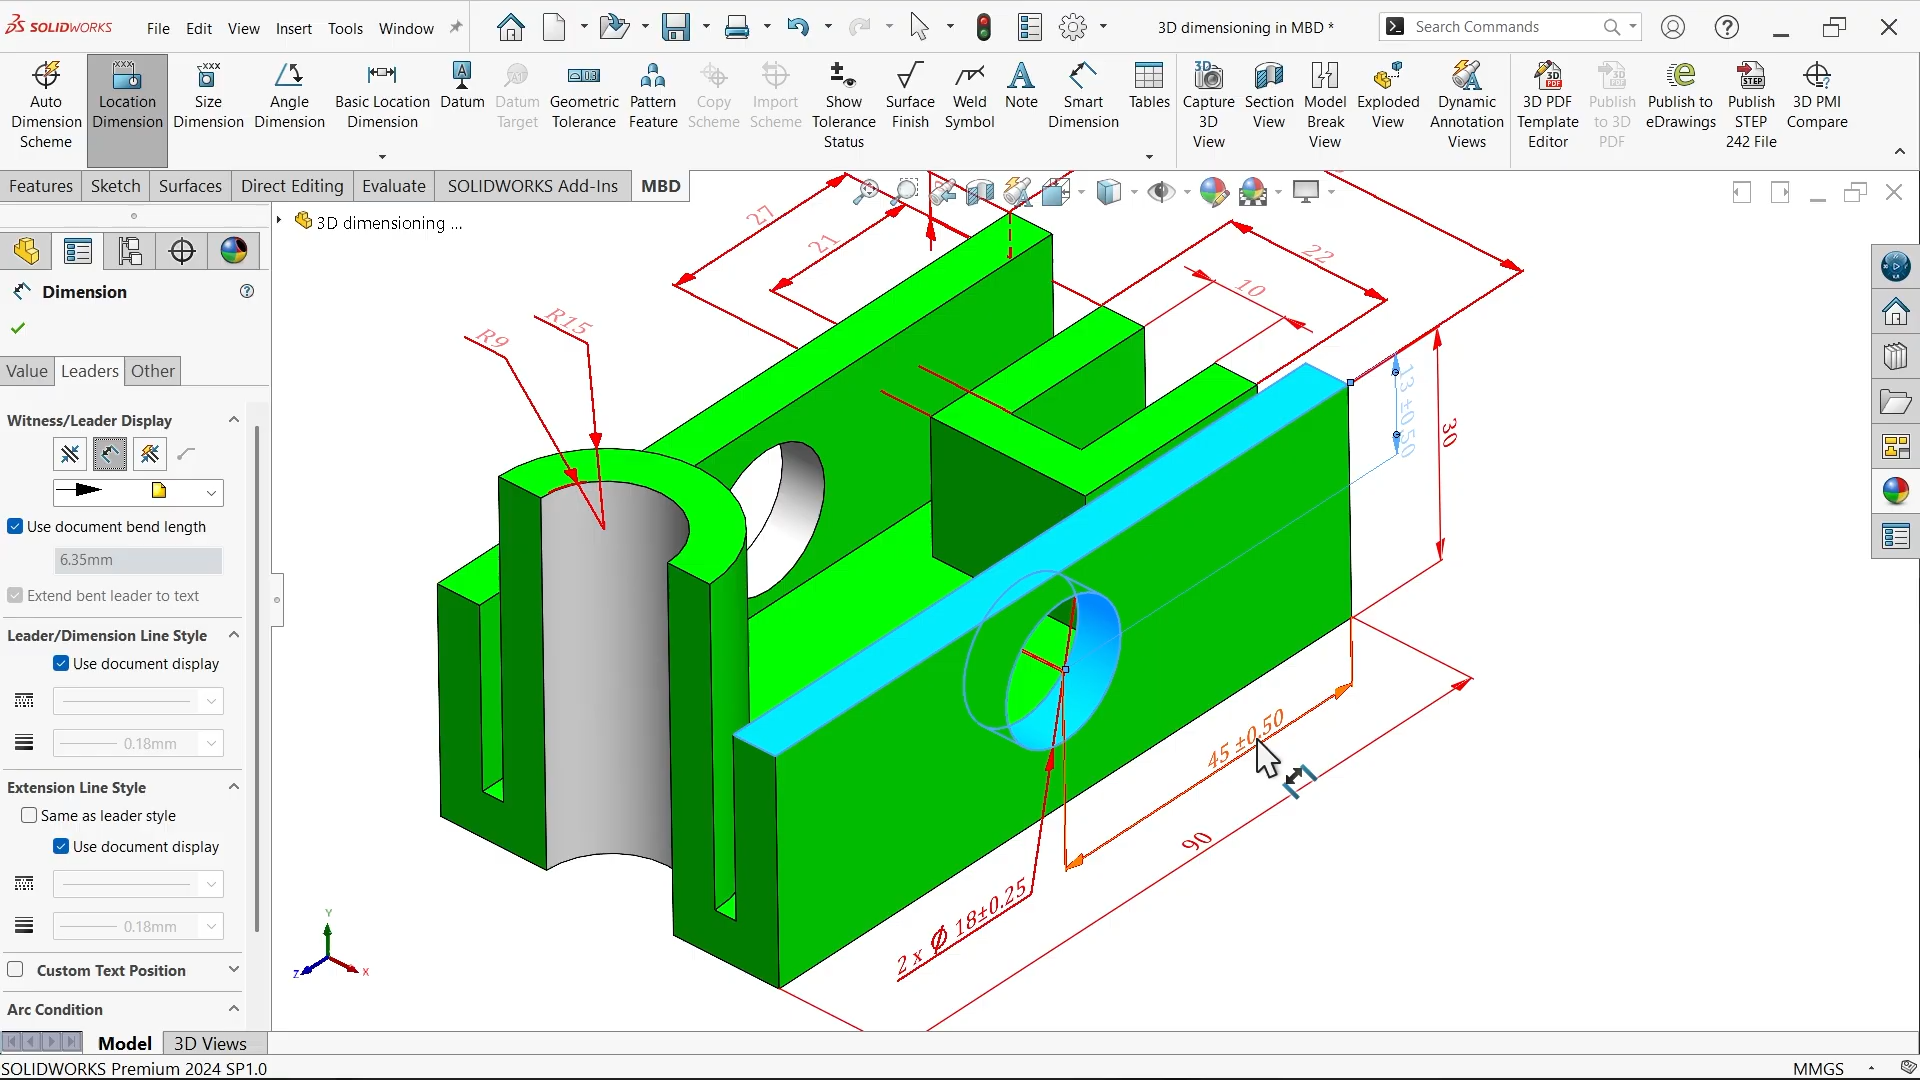 SOLIDWORKS File Edit View Insert Tools Window 3D dimensioning in MBD * Search Commands
Auto Dimension Scheme
Location Dimension
Size Dimension
Angle Dimension
Basic Location Dimension
Datum
Datum Target
Geometric Tolerance
Pattern Feature
Copy Scheme
Import Scheme
Show Tolerance Status
Surface Finish
Weld Symbol
Note
Smart Dimension
Tables
Capture 3D View
Section View
Model Break View
Exploded View
Dynamic Annotation Views
3D PDF Template Editor
Publish to 3D PDF
Publish to eDrawings
Publish STEP 242 File
3D PMI Compare
Features Sketch Surfaces Direct Editing Evaluate SOLIDWORKS Add-Ins MBD
3D dimensioning ...
Dimension
Value Leaders Other
Witness/Leader Display
Use document bend length
6.35mm
Extend bent leader to text
Leader/Dimension Line Style
Use document display
0.18mm
Extension Line Style
Same as leader style
Use document display
0.18mm
Custom Text Position
Arc Condition
27
21
22
10
R15
R9
13 ±0.50
30
45 ±0.50
90
2 x Ø 18±0.25
Y
Z
X
Model 3D Views
SOLIDWORKS Premium 2024 SP1.0 MMGS